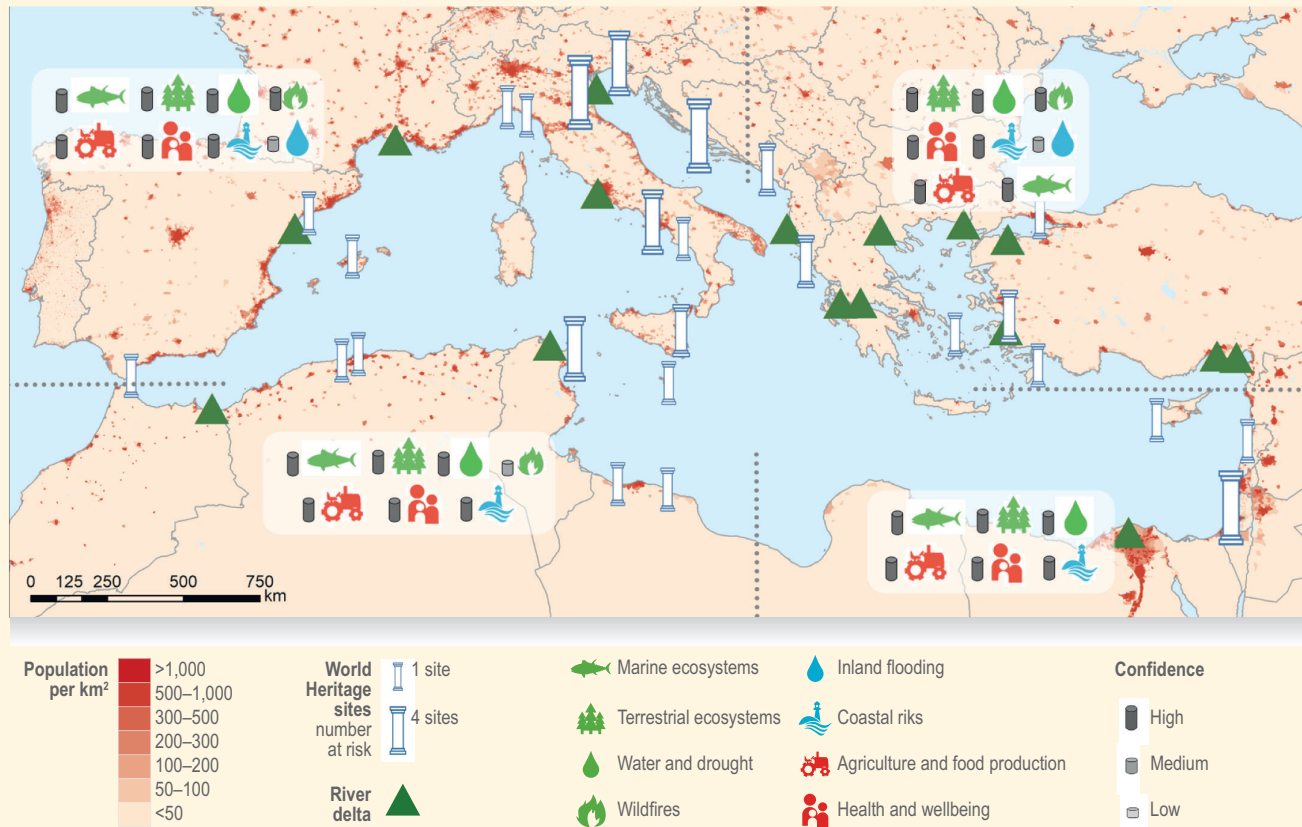 0 125 250 500 750
km
Population
per km²
>1,000
500–1,000
300–500
200–300
100–200
50–100
<50
World
Heritage
sites
number
at risk
1 site
4 sites
River
delta
Marine ecosystems
Terrestrial ecosystems
Water and drought
Wildfires
Inland flooding
Coastal riks
Agriculture and food production
Health and wellbeing
Confidence
High
Medium
Low